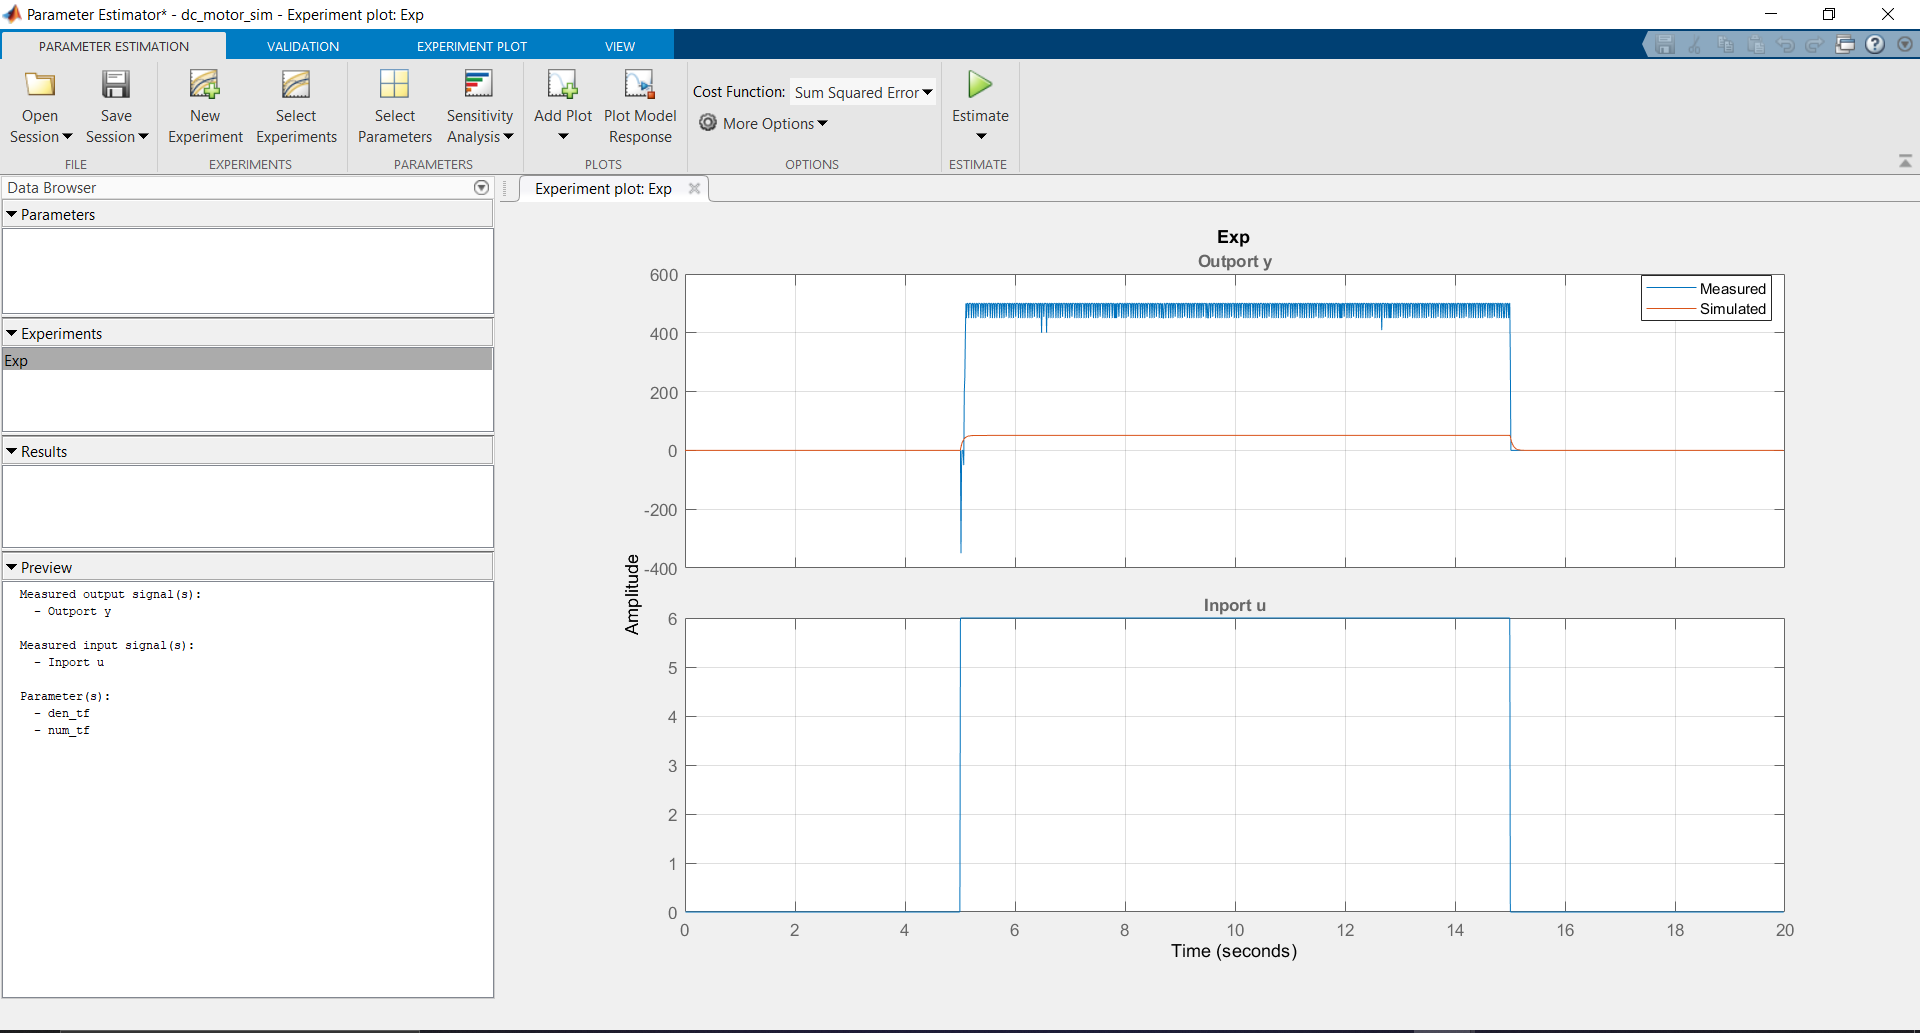 Parameter Estimator* - dc_motor_sim - Experiment plot: Exp
PARAMETER ESTIMATION VALIDATION EXPERIMENT PLOT VIEW
Open Session
Save Session
New Experiment
Select Experiments
Select Parameters
Sensitivity Analysis
Add Plot
Plot Model Response
Cost Function: Sum Squared Error
More Options
Estimate
FILE EXPERIMENTS PARAMETERS PLOTS OPTIONS ESTIMATE
Data Browser
Parameters
Experiments
Exp
Results
Preview
Measured output signal(s):
- Outport y
Measured input signal(s):
- Inport u
Parameter(s):
- den_tf
- num_tf
Experiment plot: Exp
Exp
Outport y
600
400
200
0
-200
-400
Measured
Simulated
Amplitude
Inport u
6
5
4
3
2
1
0
0 2 4 6 8 10 12 14 16 18 20
Time (seconds)